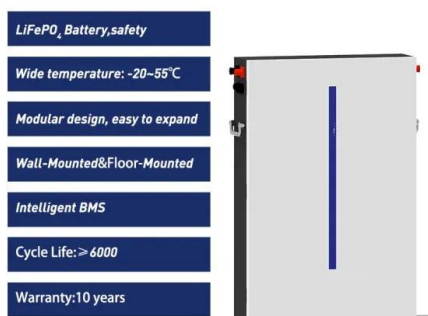 LiFePO₄ Battery,safety
Wide temperature: -20~55℃
Modular design, easy to expand
Wall-Mounted&Floor-Mounted
Intelligent BMS
Cycle Life:≥6000
Warranty:10 years